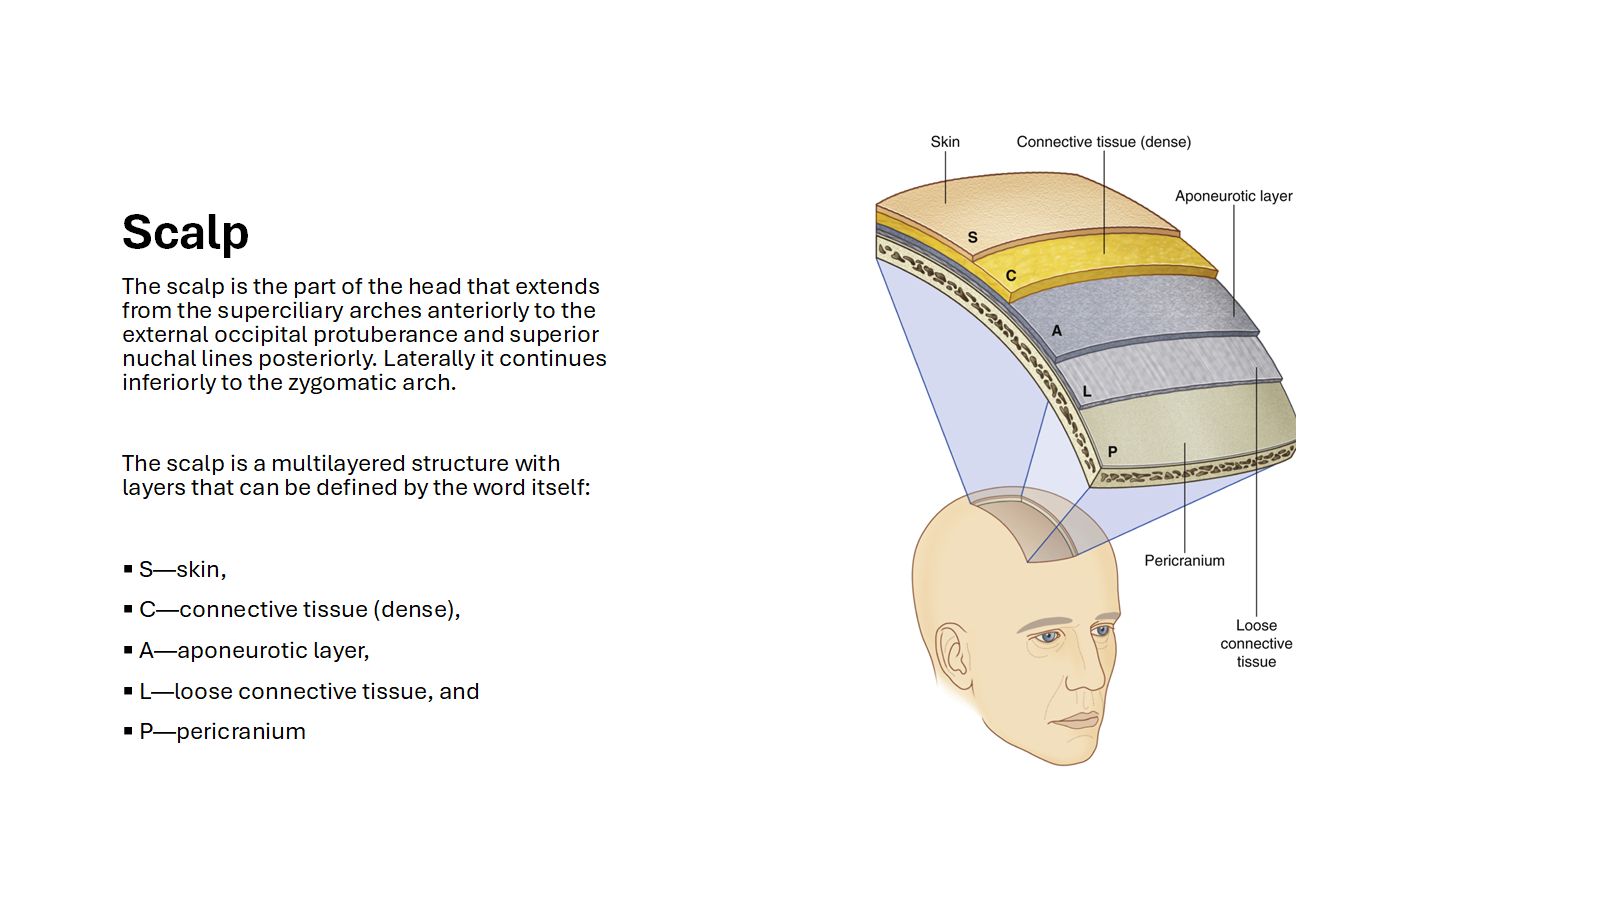 Scalp
The scalp is the part of the head that extends
from the superciliary arches anteriorly to the
external occipital protuberance and superior
nuchal lines posteriorly. Laterally it continues
inferiorly to the zygomatic arch.
The scalp is a multilayered structure with
layers that can be defined by the word itself:
▪ S—skin,
▪ C—connective tissue (dense),
▪ A—aponeurotic layer,
▪ L—loose connective tissue, and
▪ P—pericranium
Skin
Connective tissue (dense)
Aponeurotic layer
S
C
A
L
P
Pericranium
Loose
connective
tissue